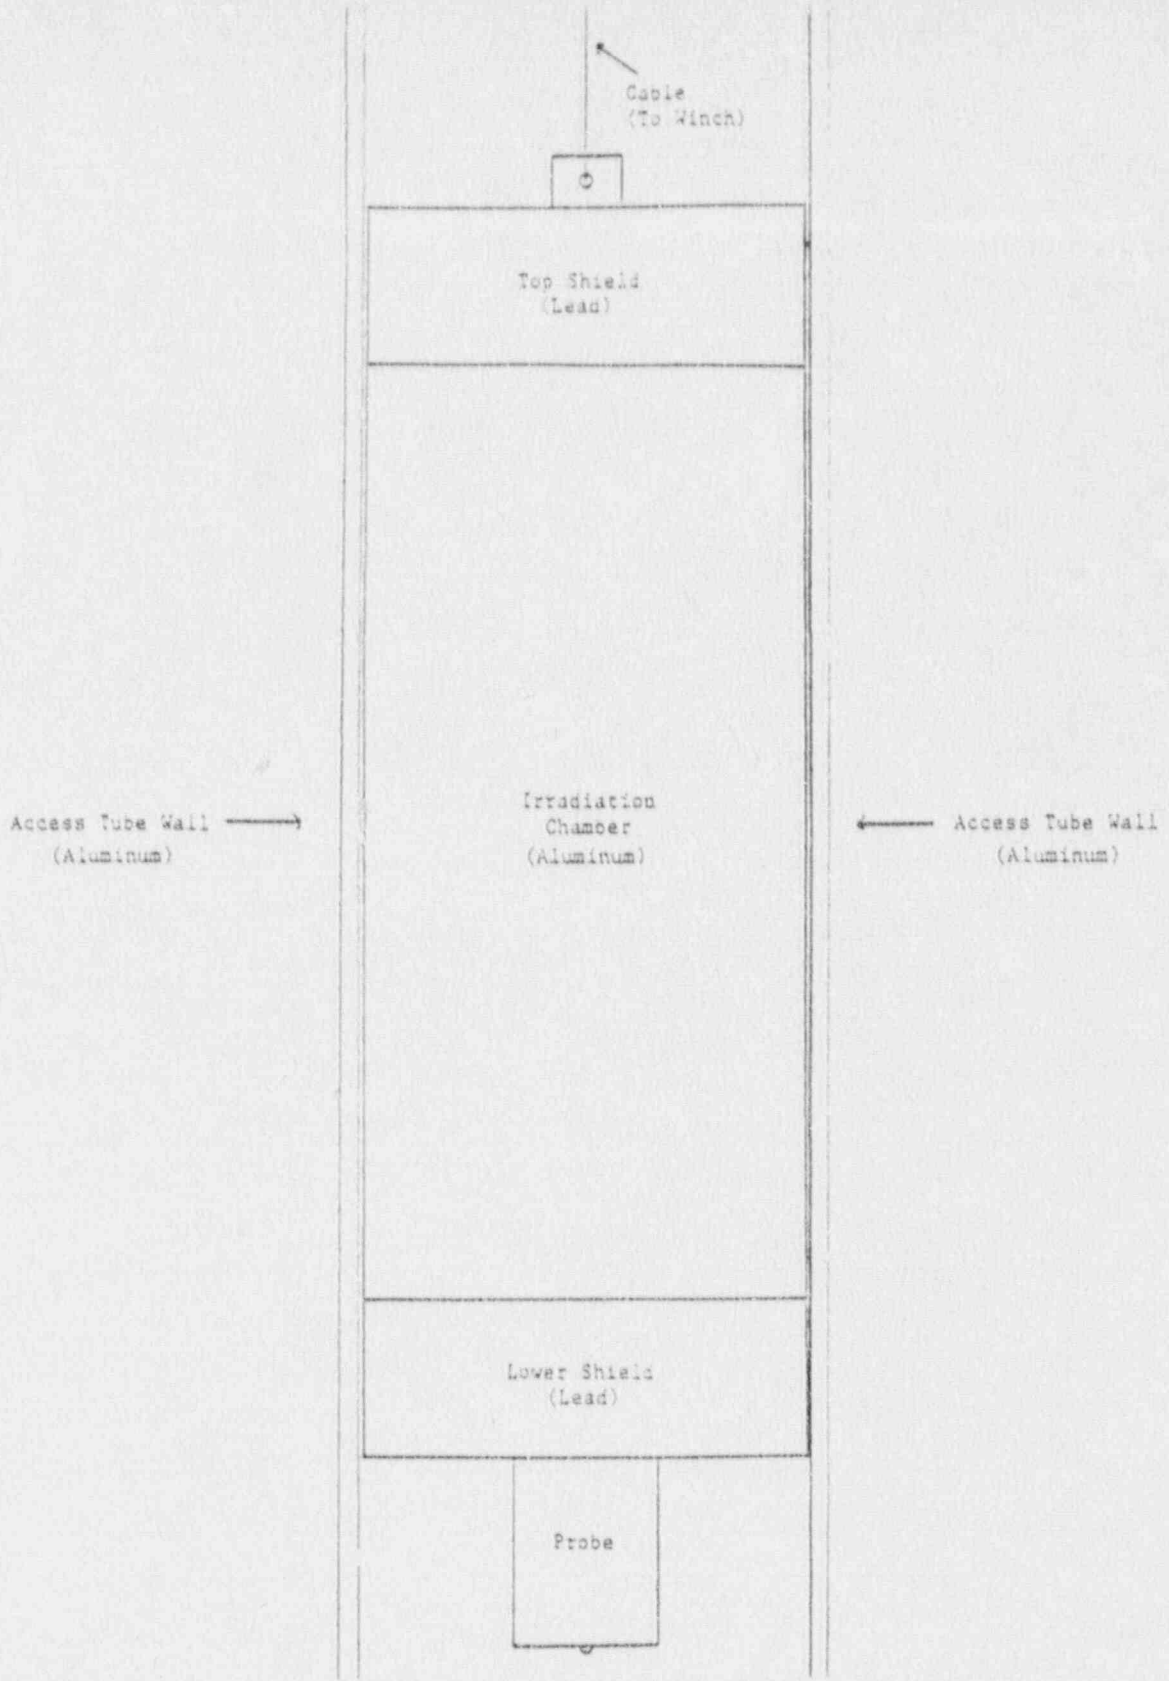 Cable
(To Winch)
Top Shield
(Lead)
Irradiation
Chamber
(Aluminum)
Access Tube Wall
(Aluminum)
Access Tube Wall
(Aluminum)
Lower Shield
(Lead)
Probe